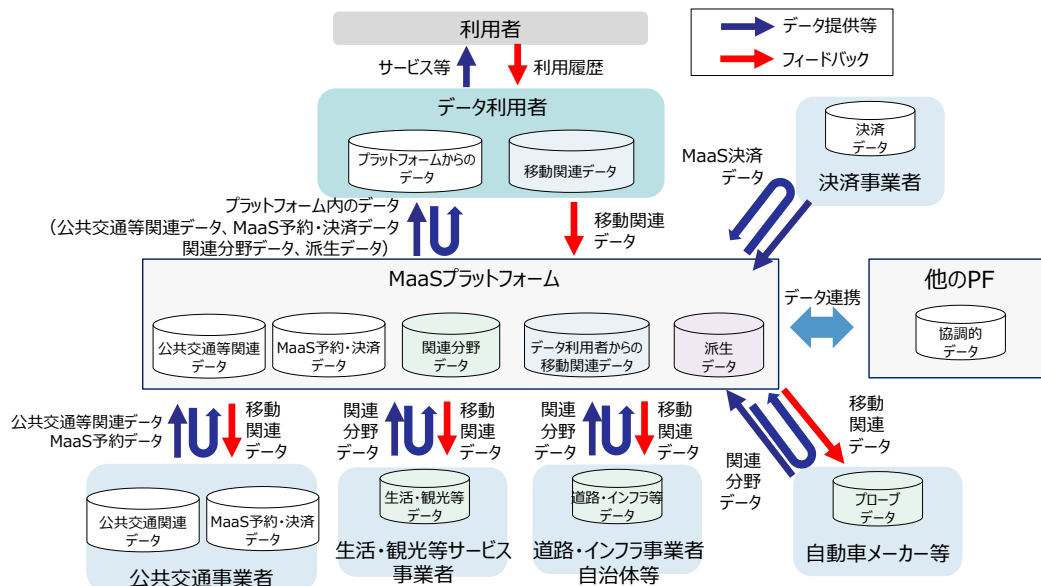 利用者
データ提供等
フィードバック
サービス等
利用履歴
データ利用者
プラットフォームからの
データ
移動関連データ
決済
データ
決済事業者
MaaS決済
データ
プラットフォーム内のデータ
（公共交通等関連データ、MaaS予約・決済データ
関連分野データ、派生データ）
移動関連
データ
MaaSプラットフォーム
公共交通等関連
データ
MaaS予約・決済
データ
関連分野
データ
データ利用者からの
移動関連データ
派生
データ
データ連携
他のPF
協調的
データ
公共交通等関連データ
MaaS予約データ
移動
関連
データ
関連
分野
データ
移動
関連
データ
関連
分野
データ
移動
関連
データ
関連
分野
データ
移動
関連
データ
公共交通関連
データ
MaaS予約・決済
データ
公共交通事業者
生活・観光等
データ
生活・観光等サービス
事業者
道路・インフラ等
データ
道路・インフラ事業者
自治体等
プローブ
データ
自動車メーカー等